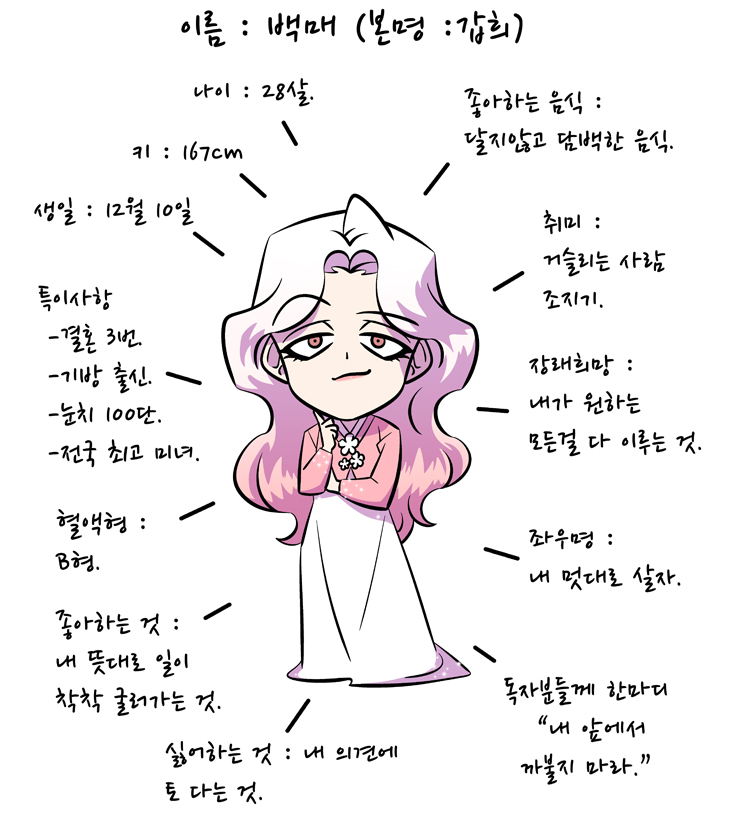 이름 : 백매 (본명 : 갑희)
나이 : 28살.
키 : 167cm
생일 : 12월 10일
특이사항
-결혼 3번.
-기방 출신.
-눈치 100단.
-전국 최고 미녀.
혈액형 :
B형.
좋아하는 것 :
내 뜻대로 일이
착착 굴러가는 것.
싫어하는 것 : 내 의견에
토 다는 것.
좋아하는 음식 :
달지않고 담백한 음식.
취미 :
거슬리는 사람
조지기.
장래희망 :
내가 원하는
모든걸 다 이루는 것.
좌우명 :
내 멋대로 살자.
독자분들께 한마디
“내 앞에서
까불지 마라.”